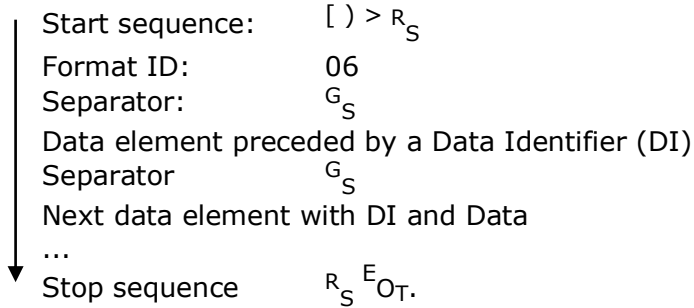 Start sequence: [ ) > RS
Format ID: 06
Separator: GS
Data element preceded by a Data Identifier (DI)
Separator GS
Next data element with DI and Data
...
Stop sequence RS EOT.